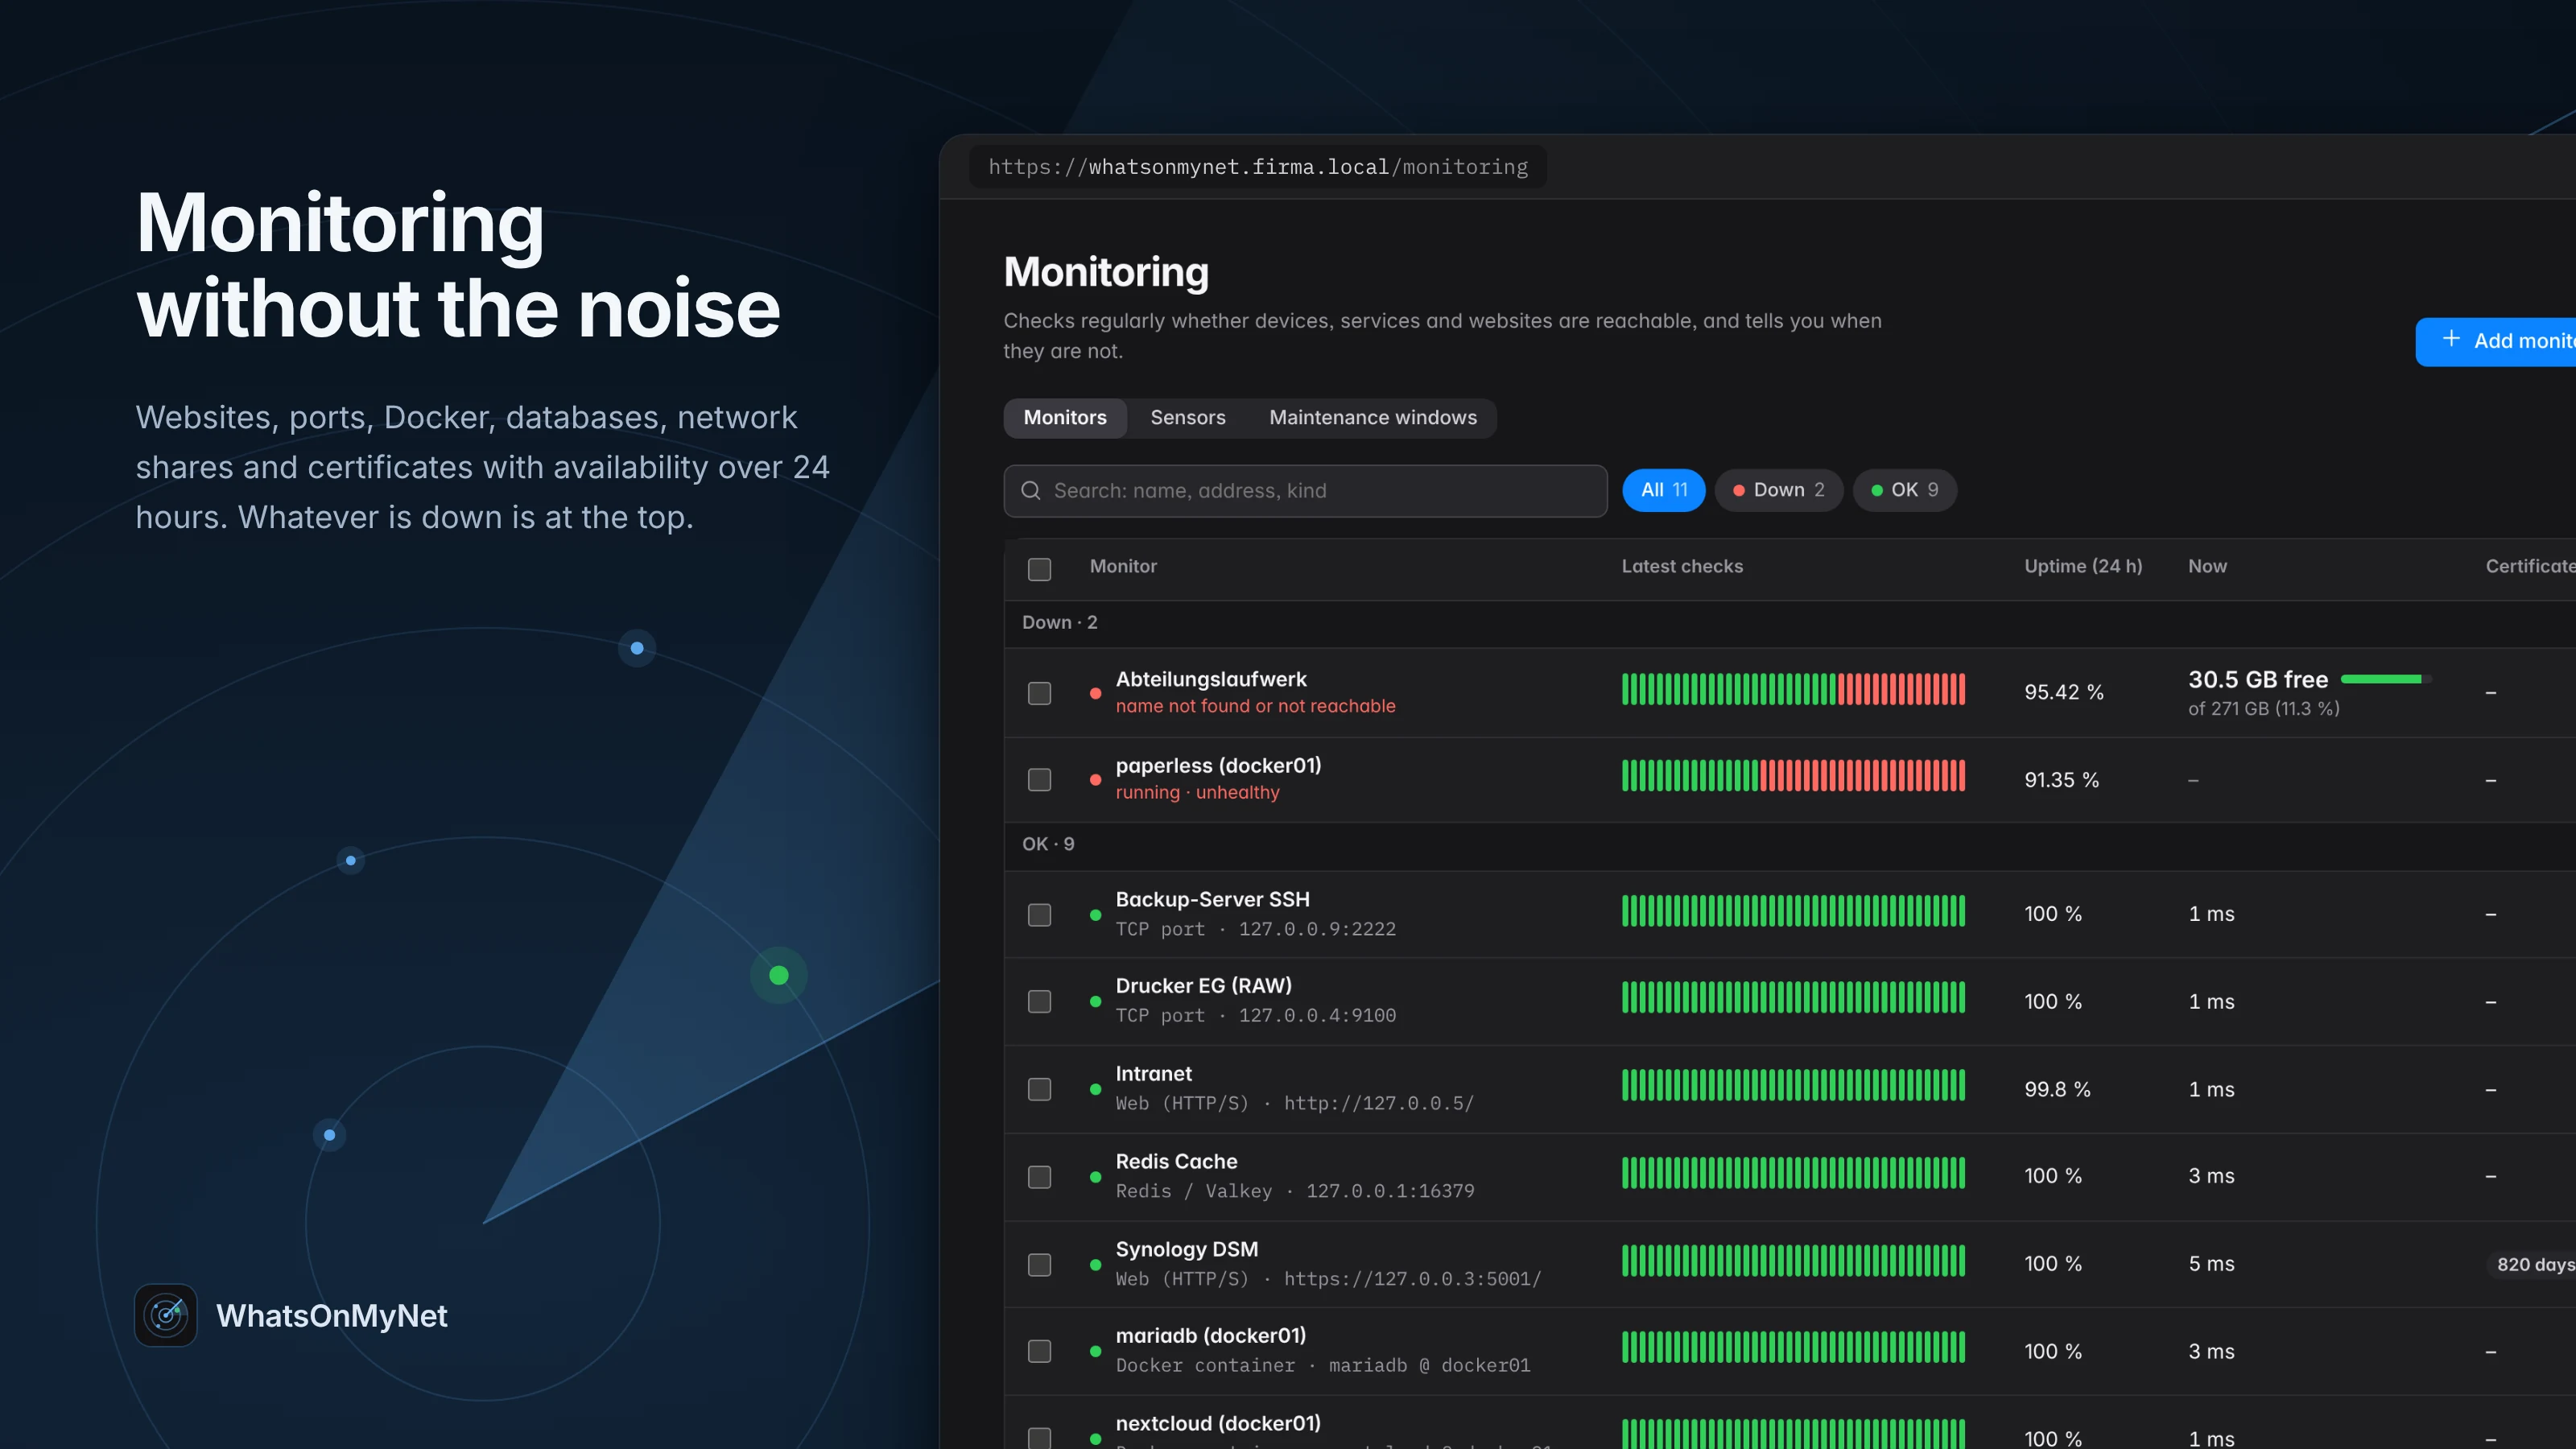 Monitoring
without the noise
Websites, ports, Docker, databases, network
shares and certificates with availability over 24
hours. Whatever is down is at the top.
WhatsOnMyNet
https://whatsonmynet.firma.local/monitoring
Monitoring
Checks regularly whether devices, services and websites are reachable, and tells you when
they are not.
Add monito
Monitors Sensors Maintenance windows
Search: name, address, kind All 11 Down 2 OK 9
Monitor Latest checks Uptime (24 h) Now Certificate
Down · 2
Abteilungslaufwerk
name not found or not reachable
95.42 %
30.5 GB free
of 271 GB (11.3 %)
–
paperless (docker01)
running · unhealthy
91.35 % – –
OK · 9
Backup-Server SSH
TCP port · 127.0.0.9:2222
100 % 1 ms –
Drucker EG (RAW)
TCP port · 127.0.0.4:9100
100 % 1 ms –
Intranet
Web (HTTP/S) · http://127.0.0.5/
99.8 % 1 ms –
Redis Cache
Redis / Valkey · 127.0.0.1:16379
100 % 3 ms –
Synology DSM
Web (HTTP/S) · https://127.0.0.3:5001/
100 % 5 ms 820 days
mariadb (docker01)
Docker container · mariadb @ docker01
100 % 3 ms –
nextcloud (docker01)
100 % 1 ms –